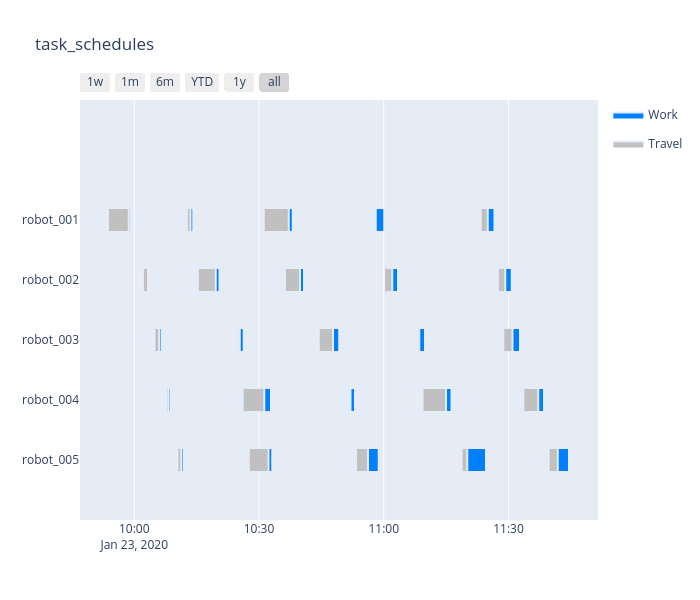 task_schedules
1w 1m 6m YTD 1y all
Work
Travel
robot_001
robot_002
robot_003
robot_004
robot_005
10:00 10:30 11:00 11:30
Jan 23, 2020